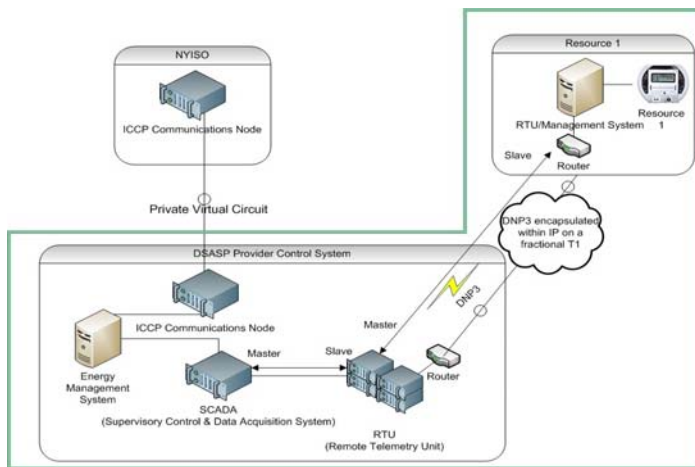 NYISO
ICCP Communications Node
Private Virtual Circuit
Resource 1
RTU/Management System
Resource
1
Slave
Router
DNP3 encapsulated
within IP on a
fractional T1
DNP3
DSASP Provider Control System
ICCP Communications Node
Master
Energy
Management
System
Master
Slave
Router
SCADA
(Supervisory Control & Data Acquisition System)
RTU
(Remote Telemetry Unit)